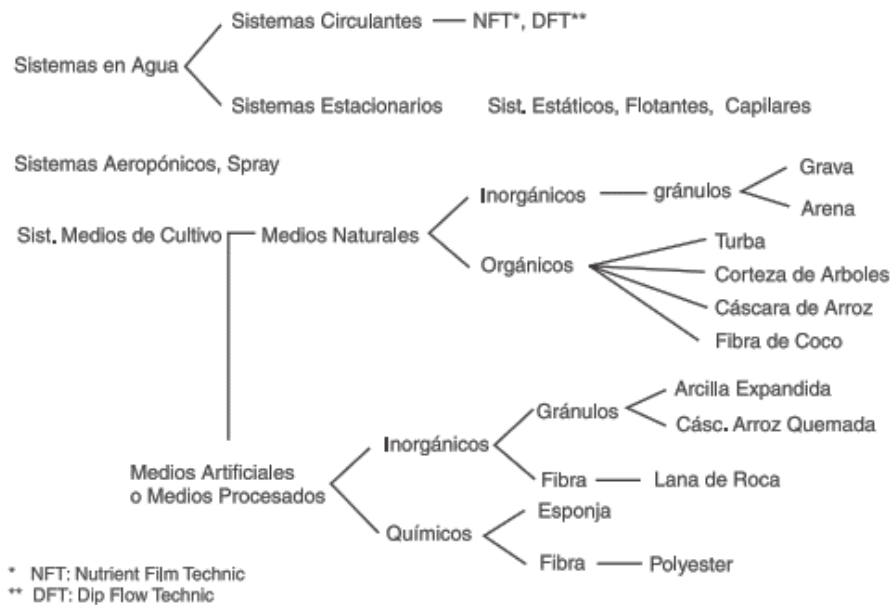 Sistemas Circulantes — NFT*, DFT**
Sistemas en Agua
Sistemas Estacionarios Sist. Estáticos, Flotantes, Capilares
Sistemas Aeropónicos, Spray
Grava
Inorgánicos — gránulos
Arena
Sist. Medios de Cultivo Medios Naturales
Turba
Orgánicos
Corteza de Arboles
Cáscara de Arroz
Fibra de Coco
Arcilla Expandida
Gránulos
Cásc. Arroz Quemada
Inorgánicos
Medios Artificiales
o Medios Procesados
Fibra — Lana de Roca
Esponja
Químicos
Fibra — Polyester
* NFT: Nutrient Film Technic
** DFT: Dip Flow Technic